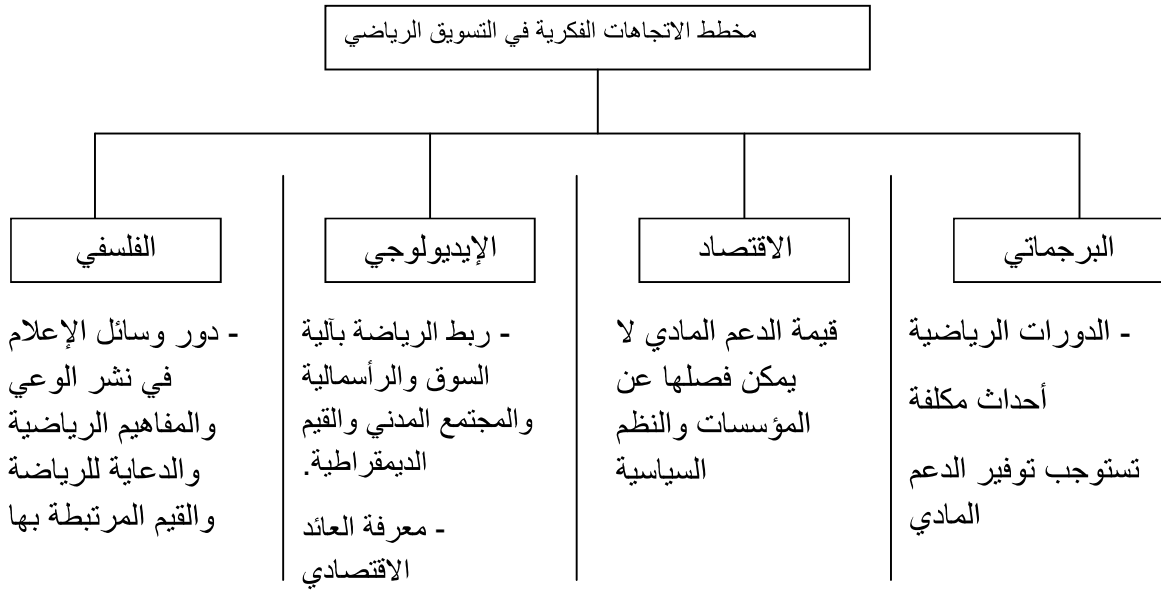 مخطط الاتجاهات الفكرية في التسويق الرياضي
البرجماتي
- الدورات الرياضية
أحداث مكلفة
تستوجب توفير الدعم
المادي
الاقتصاد
قيمة الدعم المادي لا
يمكن فصلها عن
المؤسسات والنظم
السياسية
الإيديولوجي
- ربط الرياضة بآلية
السوق والرأسمالية
والمجتمع المدني والقيم
الديمقراطية.
- معرفة العائد
الاقتصادي
الفلسفي
- دور وسائل الإعلام
في نشر الوعي
والمفاهيم الرياضية
والدعاية للرياضة
والقيم المرتبطة بها